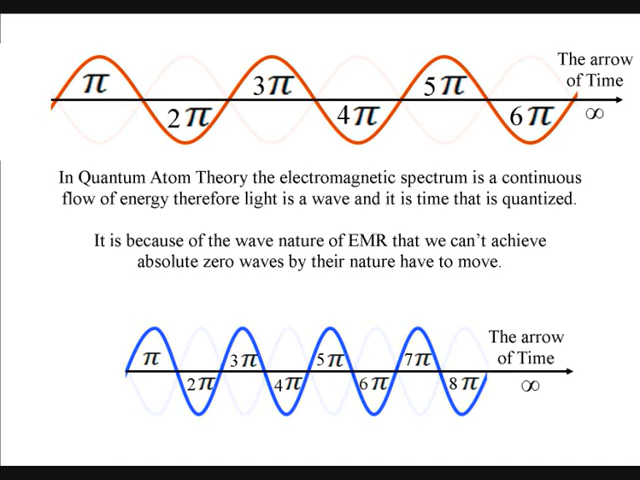 The arrow
of Time
π
2π
3π
4π
5π
6π
∞
In Quantum Atom Theory the electromagnetic spectrum is a continuous
flow of energy therefore light is a wave and it is time that is quantized.
It is because of the wave nature of EMR that we can't achieve
absolute zero waves by their nature have to move.
The arrow
of Time
π
2π
3π
4π
5π
6π
7π
8π
∞